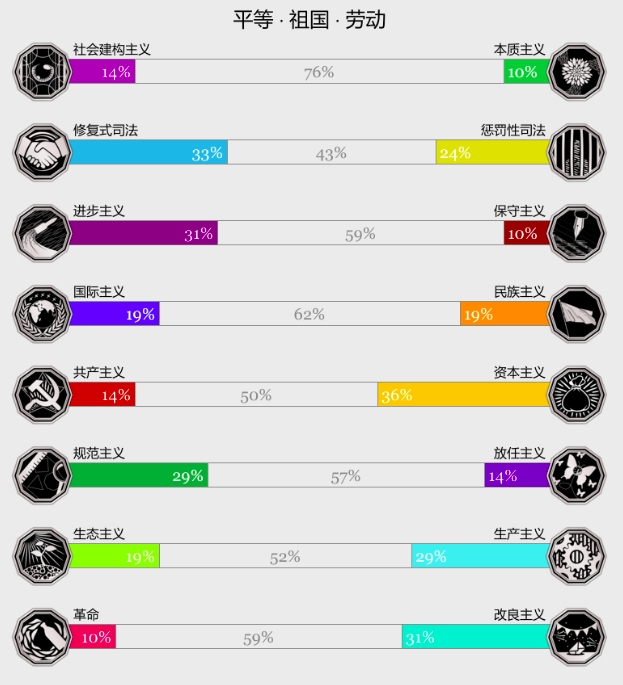 平等 · 祖国 · 劳动
社会建构主义 本质主义
14% 76% 10%
修复式司法 惩罚性司法
33% 43% 24%
进步主义 保守主义
31% 59% 10%
国际主义 民族主义
19% 62% 19%
共产主义 资本主义
14% 50% 36%
规范主义 放任主义
29% 57% 14%
生态主义 生产主义
19% 52% 29%
革命 改良主义
10% 59% 31%